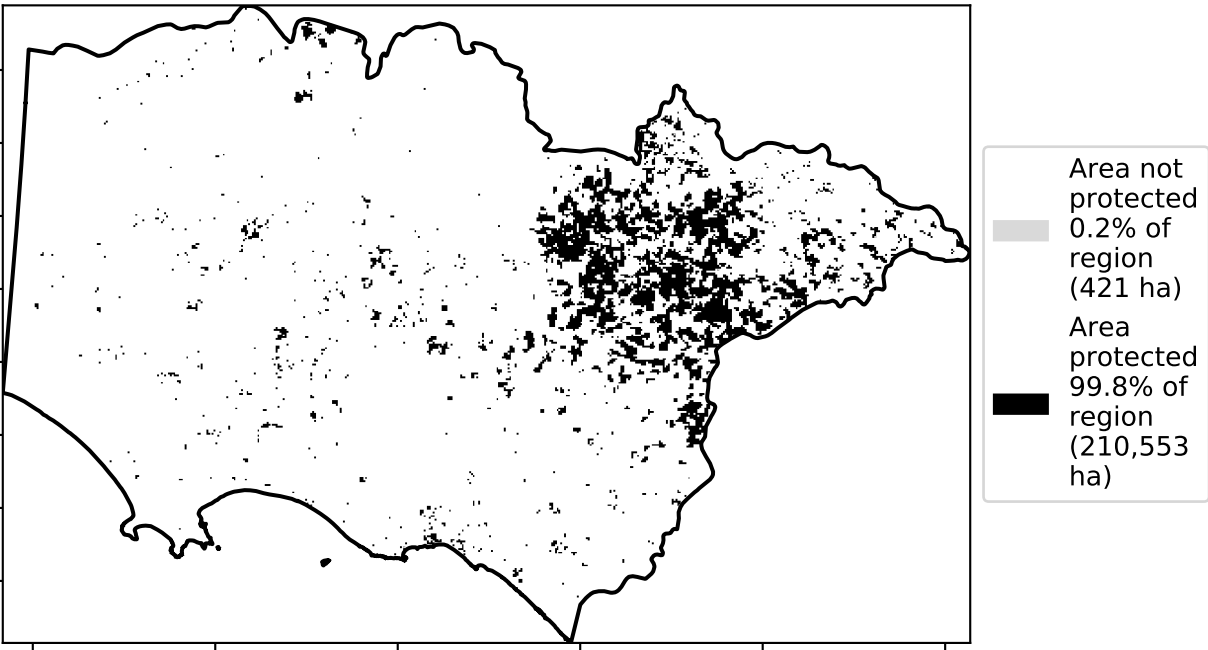 Area not
protected
0.2% of
region
(421 ha)
Area
protected
99.8% of
region
(210,553
ha)